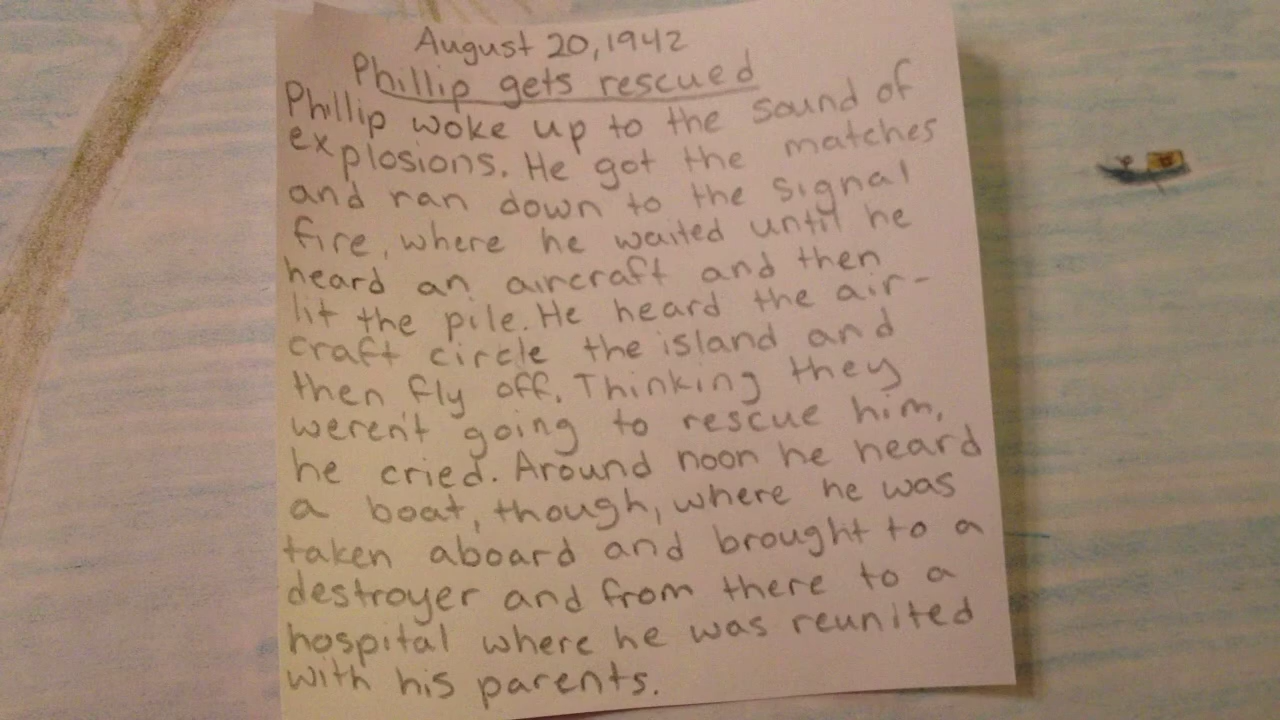 August 20, 1942
Phillip gets rescued
Phillip woke up to the sound of
explosions. He got the matches
and ran down to the signal
fire, where he waited until he
heard an aircraft and then
lit the pile. He heard the air-
craft circle the island and
then fly off. Thinking they
weren't going to rescue him,
he cried. Around noon he heard
a boat, though, where he was
taken aboard and brought to a
destroyer and from there to a
hospital where he was reunited
with his parents.